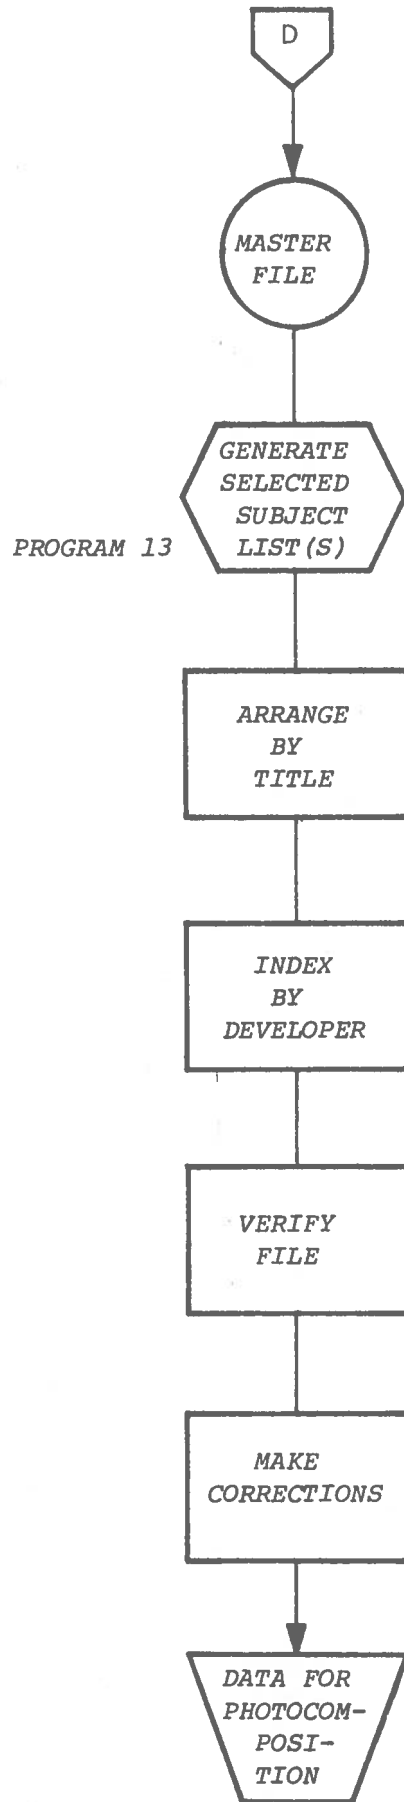 D
MASTER
FILE
GENERATE
SELECTED
SUBJECT
LIST(S)
PROGRAM 13
ARRANGE
BY
TITLE
INDEX
BY
DEVELOPER
VERIFY
FILE
MAKE
CORRECTIONS
DATA FOR
PHOTOCOM-
POSI-
TION